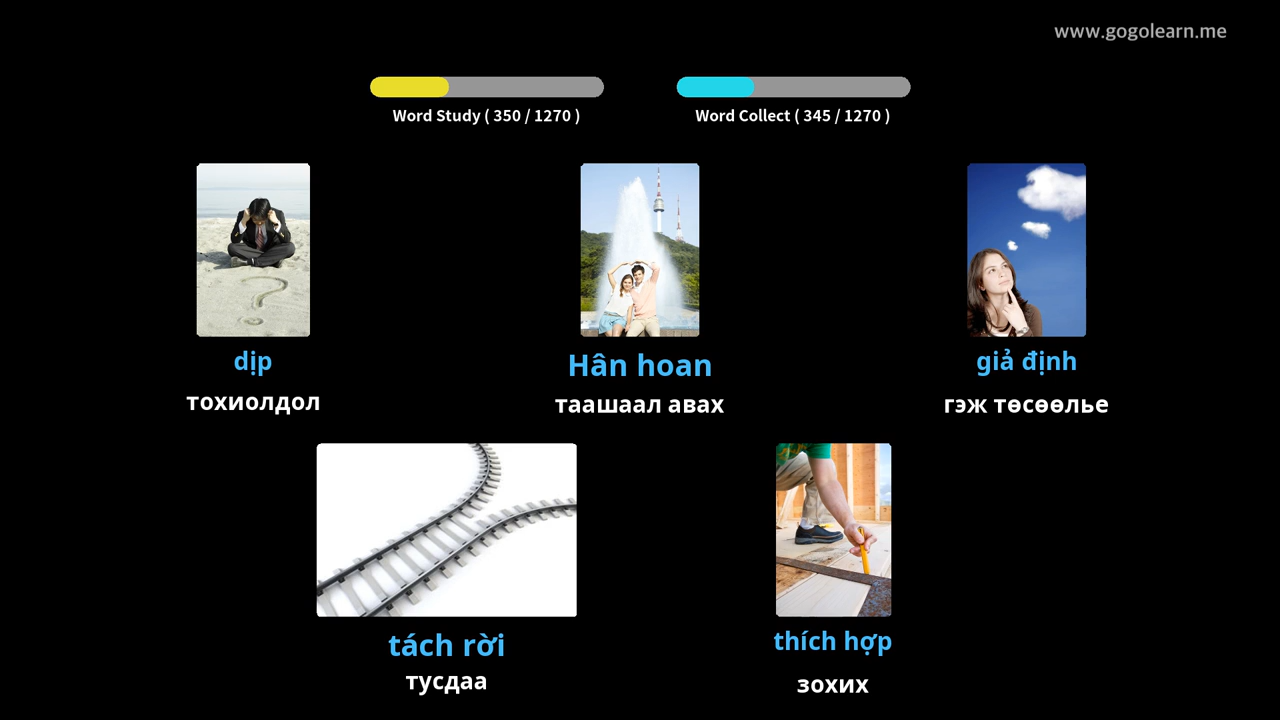 www.gogolearn.me
Word Study ( 350 / 1270 )
Word Collect ( 345 / 1270 )
dịp
Hân hoan
giả định
тохиолдол
таашаал авах
гэж төсөөлье
tách rời
thích hợp
тусдаа
зохих